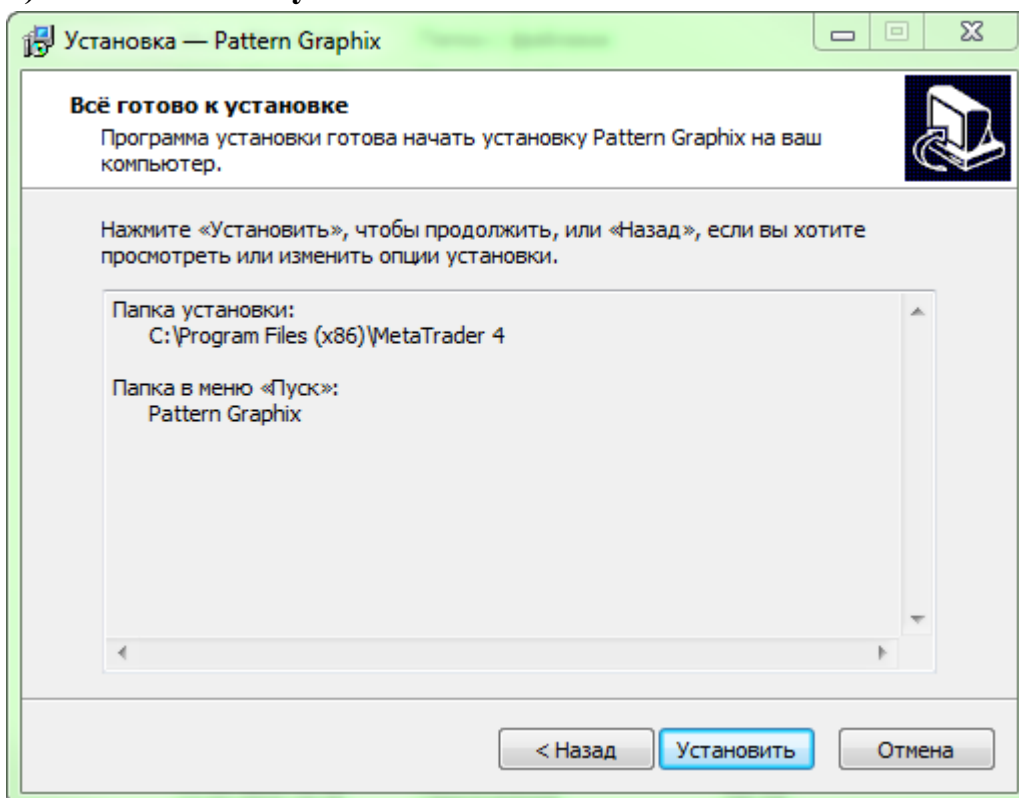 Установка — Pattern Graphix
Всё готово к установке
Программа установки готова начать установку Pattern Graphix на ваш
компьютер.
Нажмите «Установить», чтобы продолжить, или «Назад», если вы хотите
просмотреть или изменить опции установки.
Папка установки:
C:\Program Files (x86)\MetaTrader 4
Папка в меню «Пуск»:
Pattern Graphix
< Назад
Установить
Отмена